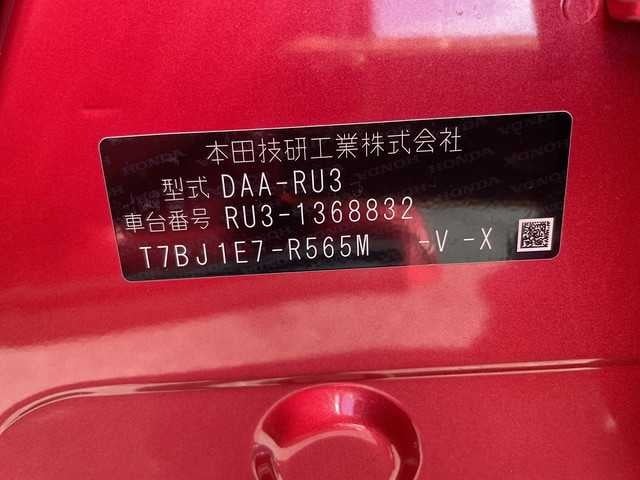 本田技研工業株式会社
型式 DAA-RU3
車台番号 RU3-1368832
T7BJ1E7-R565M -V -X